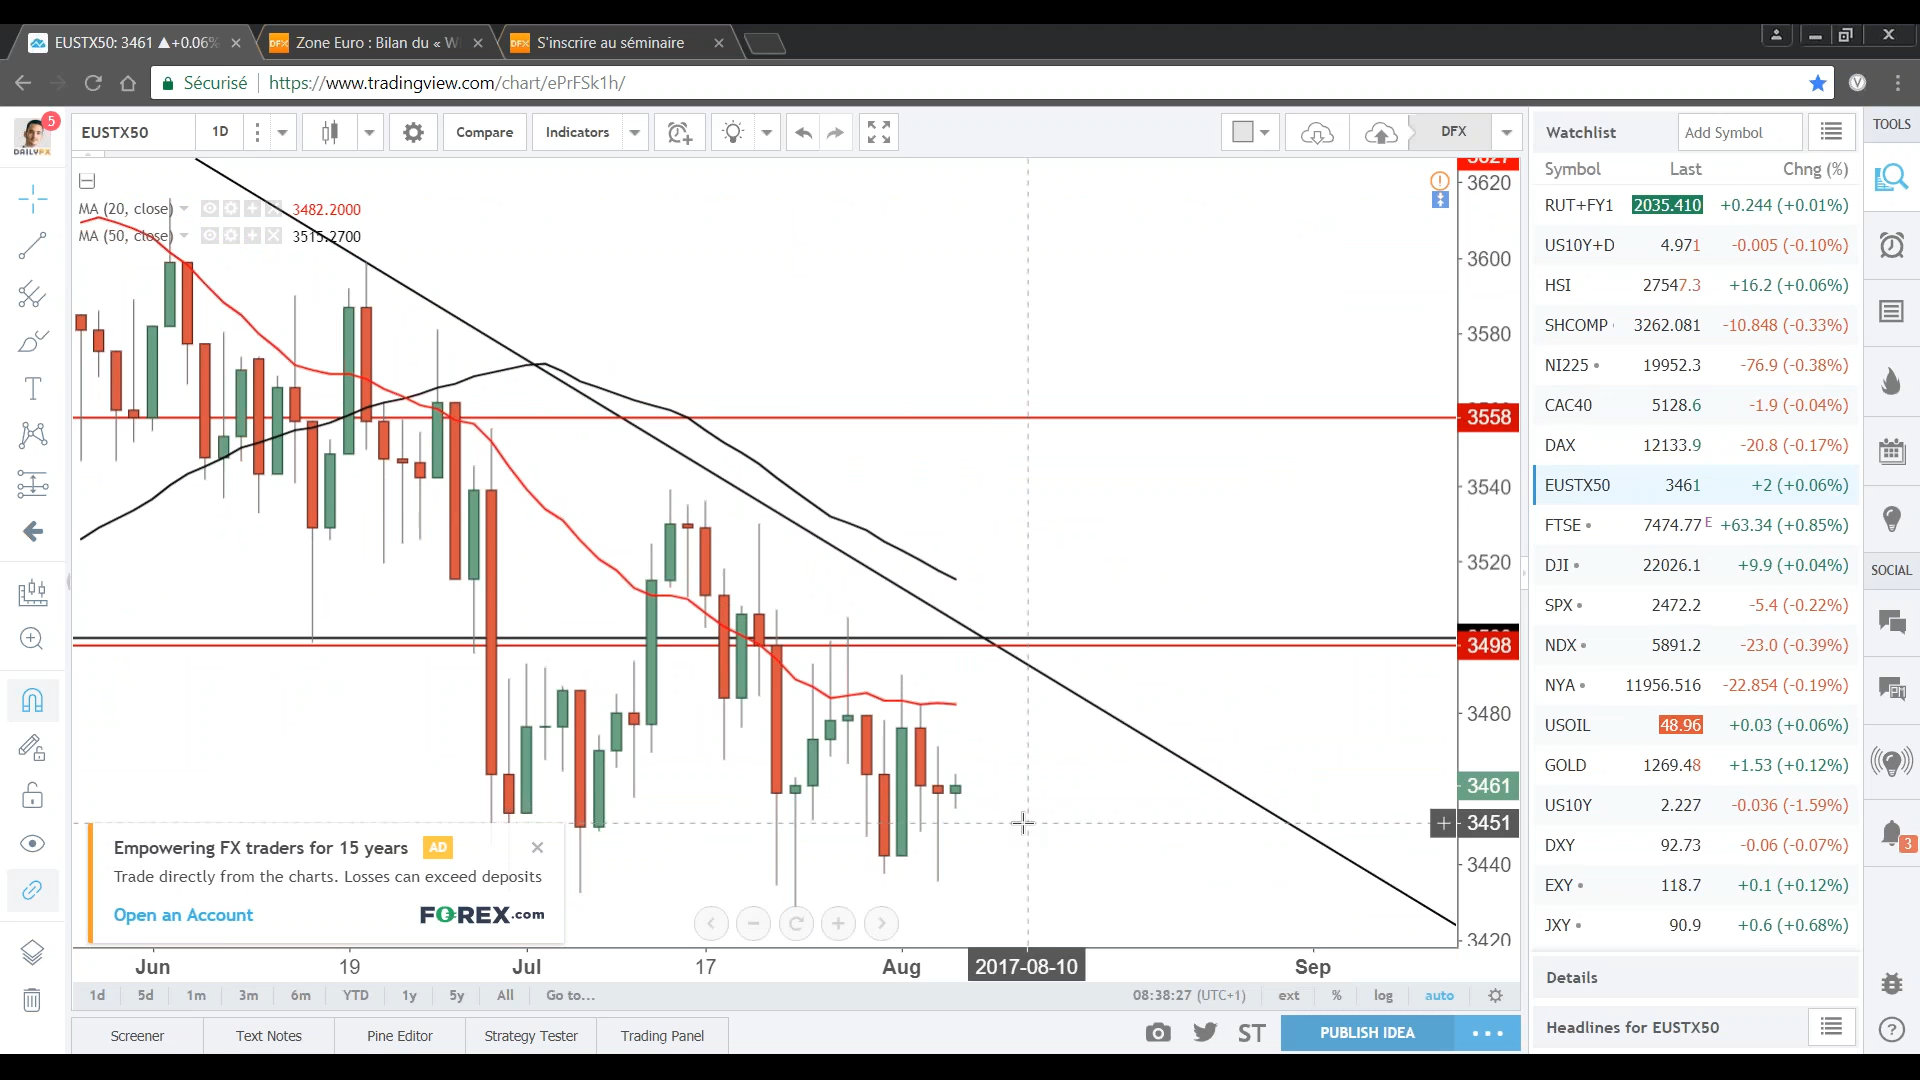 EUSTX50: 3461 ▲+0.06%
Zone Euro : Bilan du « W
S'inscrire au séminaire
Sécurisé https://www.tradingview.com/chart/ePrFSk1h/
5
DAILYFX
EUSTX50 1D Compare Indicators DFX
MA (20, close) 3482.2000
MA (50, close) 3515.2700
3627
3620
3600
3580
3558
3540
3520
3498
3480
3461
3451
3440
3420
Empowering FX traders for 15 years AD
Trade directly from the charts. Losses can exceed deposits
Open an Account FOREX.com
Jun 19 Jul 17 Aug 2017-08-10 Sep
1d 5d 1m 3m 6m YTD 1y 5y All Go to... 08:38:27 (UTC+1) ext % log auto
Screener Text Notes Pine Editor Strategy Tester Trading Panel ST PUBLISH IDEA
Watchlist Add Symbol
Symbol Last Chng (%)
RUT+FY1 2035.410 +0.244 (+0.01%)
US10Y+D 4.971 -0.005 (-0.10%)
HSI 27547.3 +16.2 (+0.06%)
SHCOMP 3262.081 -10.848 (-0.33%)
NI225 19952.3 -76.9 (-0.38%)
CAC40 5128.6 -1.9 (-0.04%)
DAX 12133.9 -20.8 (-0.17%)
EUSTX50 3461 +2 (+0.06%)
FTSE 7474.77 E +63.34 (+0.85%)
DJI 22026.1 +9.9 (+0.04%)
SPX 2472.2 -5.4 (-0.22%)
NDX 5891.2 -23.0 (-0.39%)
NYA 11956.516 -22.854 (-0.19%)
USOIL 48.96 +0.03 (+0.06%)
GOLD 1269.48 +1.53 (+0.12%)
US10Y 2.227 -0.036 (-1.59%)
DXY 92.73 -0.06 (-0.07%)
EXY 118.7 +0.1 (+0.12%)
JXY 90.9 +0.6 (+0.68%)
Details
Headlines for EUSTX50
TOOLS
SOCIAL
3